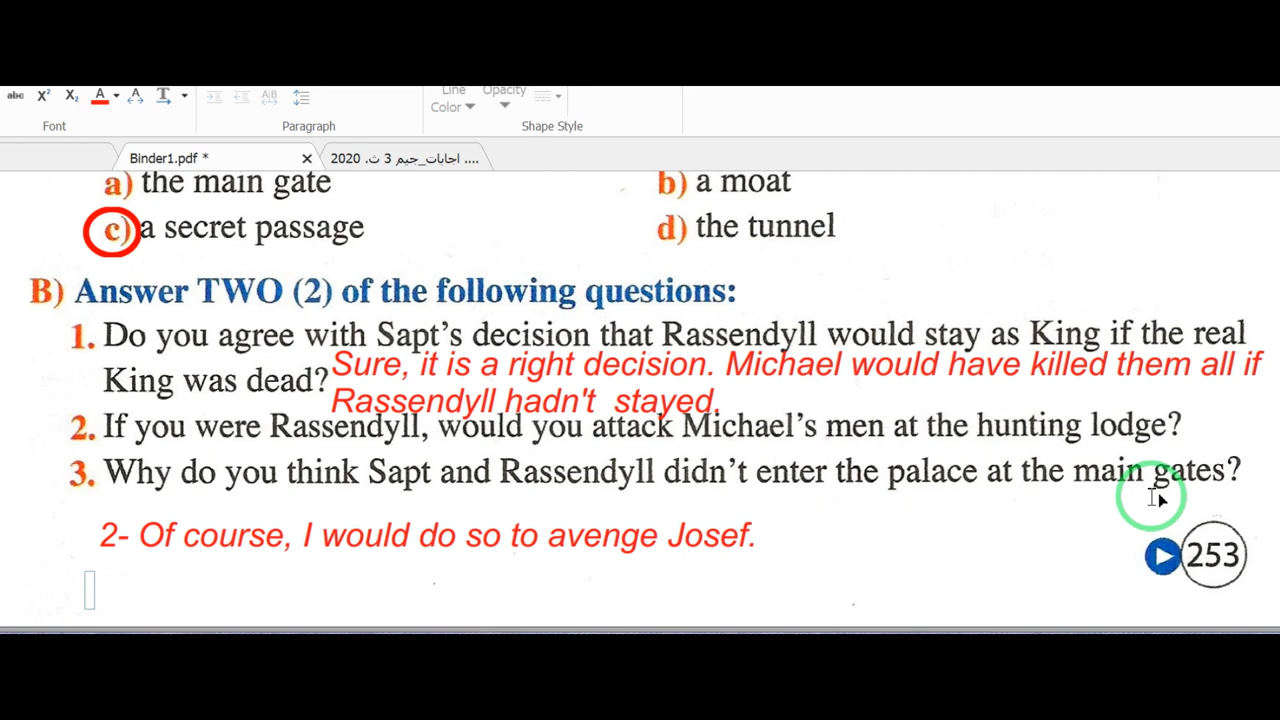 abc X² X₂ A A T A|B Line Color Opacity
Font Paragraph Shape Style
Binder1.pdf * × اجابات_جيم 3 ث. 2020 ....
a) the main gate b) a moat
c) a secret passage d) the tunnel
B) Answer TWO (2) of the following questions:
1. Do you agree with Sapt's decision that Rassendyll would stay as King if the real
King was dead? Sure, it is a right decision. Michael would have killed them all if
Rassendyll hadn't stayed.
2. If you were Rassendyll, would you attack Michael's men at the hunting lodge?
3. Why do you think Sapt and Rassendyll didn't enter the palace at the main gates?
2- Of course, I would do so to avenge Josef.
253